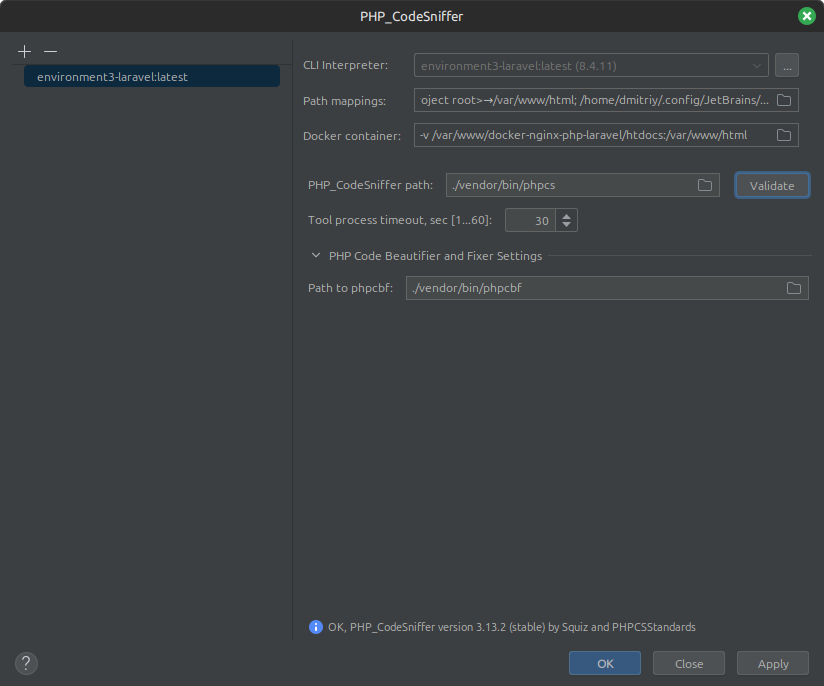 PHP_CodeSniffer
environment3-laravel:latest
CLI Interpreter: environment3-laravel:latest (8.4.11) ...
Path mappings: oject root>→/var/www/html; /home/dmitriy/.config/JetBrains/...
Docker container: -v /var/www/docker-nginx-php-laravel/htdocs:/var/www/html
PHP_CodeSniffer path: ./vendor/bin/phpcs Validate
Tool process timeout, sec [1...60]: 30
PHP Code Beautifier and Fixer Settings
Path to phpcbf: ./vendor/bin/phpcbf
OK, PHP_CodeSniffer version 3.13.2 (stable) by Squiz and PHPCSStandards
? OK Close Apply